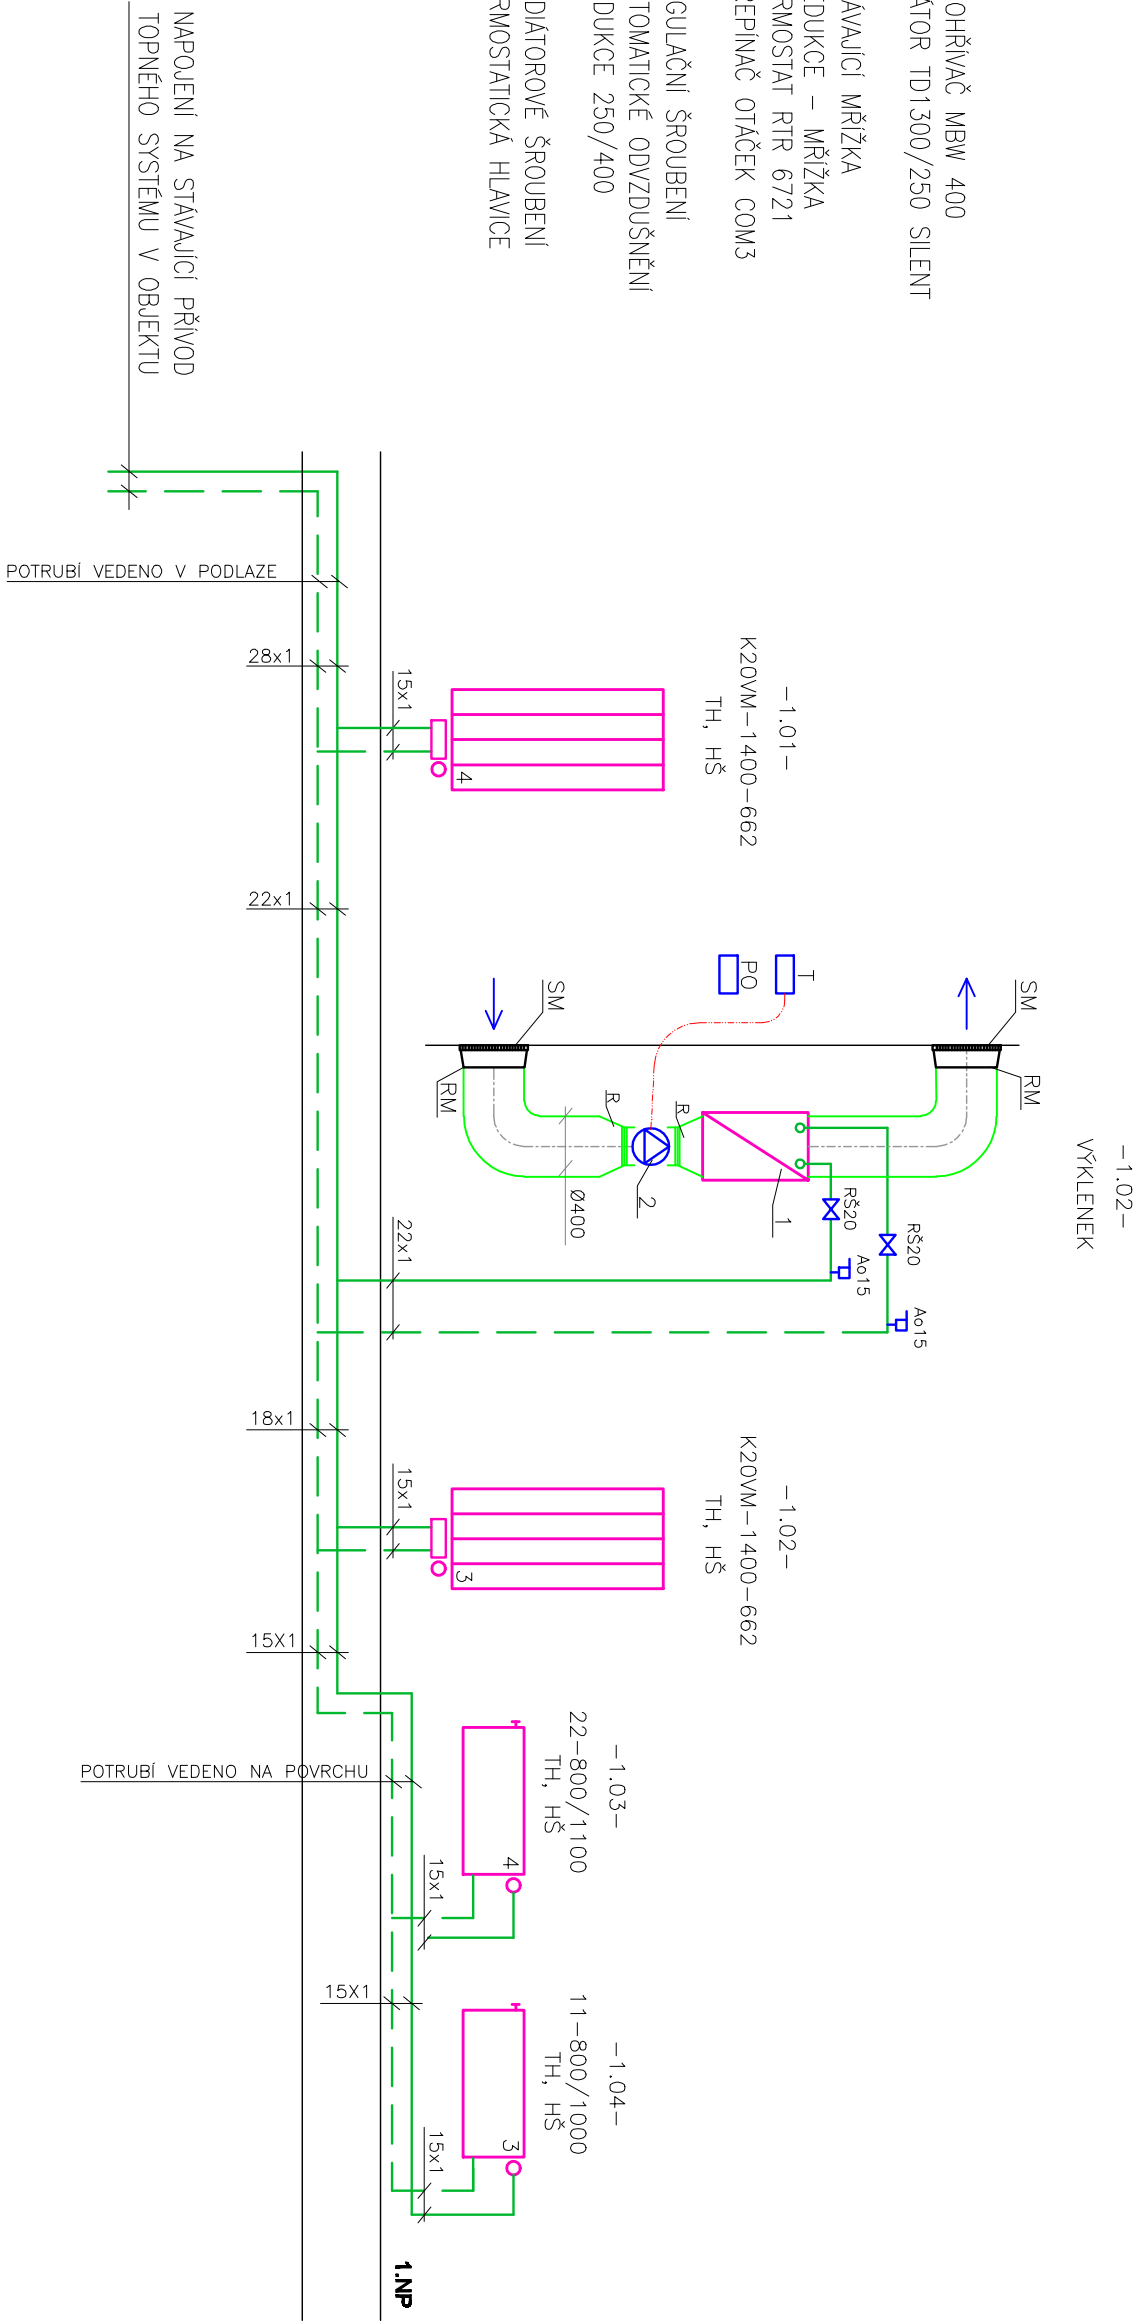 OHŘÍVAČ MBW 400
ÁTOR TD1300/250 SILENT
ÁVAJÍCÍ MŘÍŽKA
EDUKCE – MŘÍŽKA
RMOSTAT RTR 6721
EPÍNAČ OTÁČEK COM3
GULAČNÍ ŠROUBENÍ
TOMATICKÉ ODVZDUŠNĚNÍ
DUKCE 250/400
DIÁTOROVÉ ŠROUBENÍ
RMOSTATICKÁ HLAVICE
NAPOJENÍ NA STÁVAJÍCÍ PŘÍVOD
TOPNÉHO SYSTÉMU V OBJEKTU
POTRUBÍ VEDENO V PODLAZE
28x1
15x1
-1.01-
K20VM-1400-662
TH, HŠ
4
22x1
-1.02-
VÝKLENEK
SM
RM
SM
RM
T
PO
R
R
1
2
Ø400
RŠ20
RŠ20
Ao15
Ao15
22x1
18x1
15x1
-1.02-
K20VM-1400-662
TH, HŠ
3
15X1
POTRUBÍ VEDENO NA POVRCHU
-1.03-
22-800/1100
TH, HŠ
4
15x1
15X1
-1.04-
11-800/1000
TH, HŠ
3
15x1
1.NP